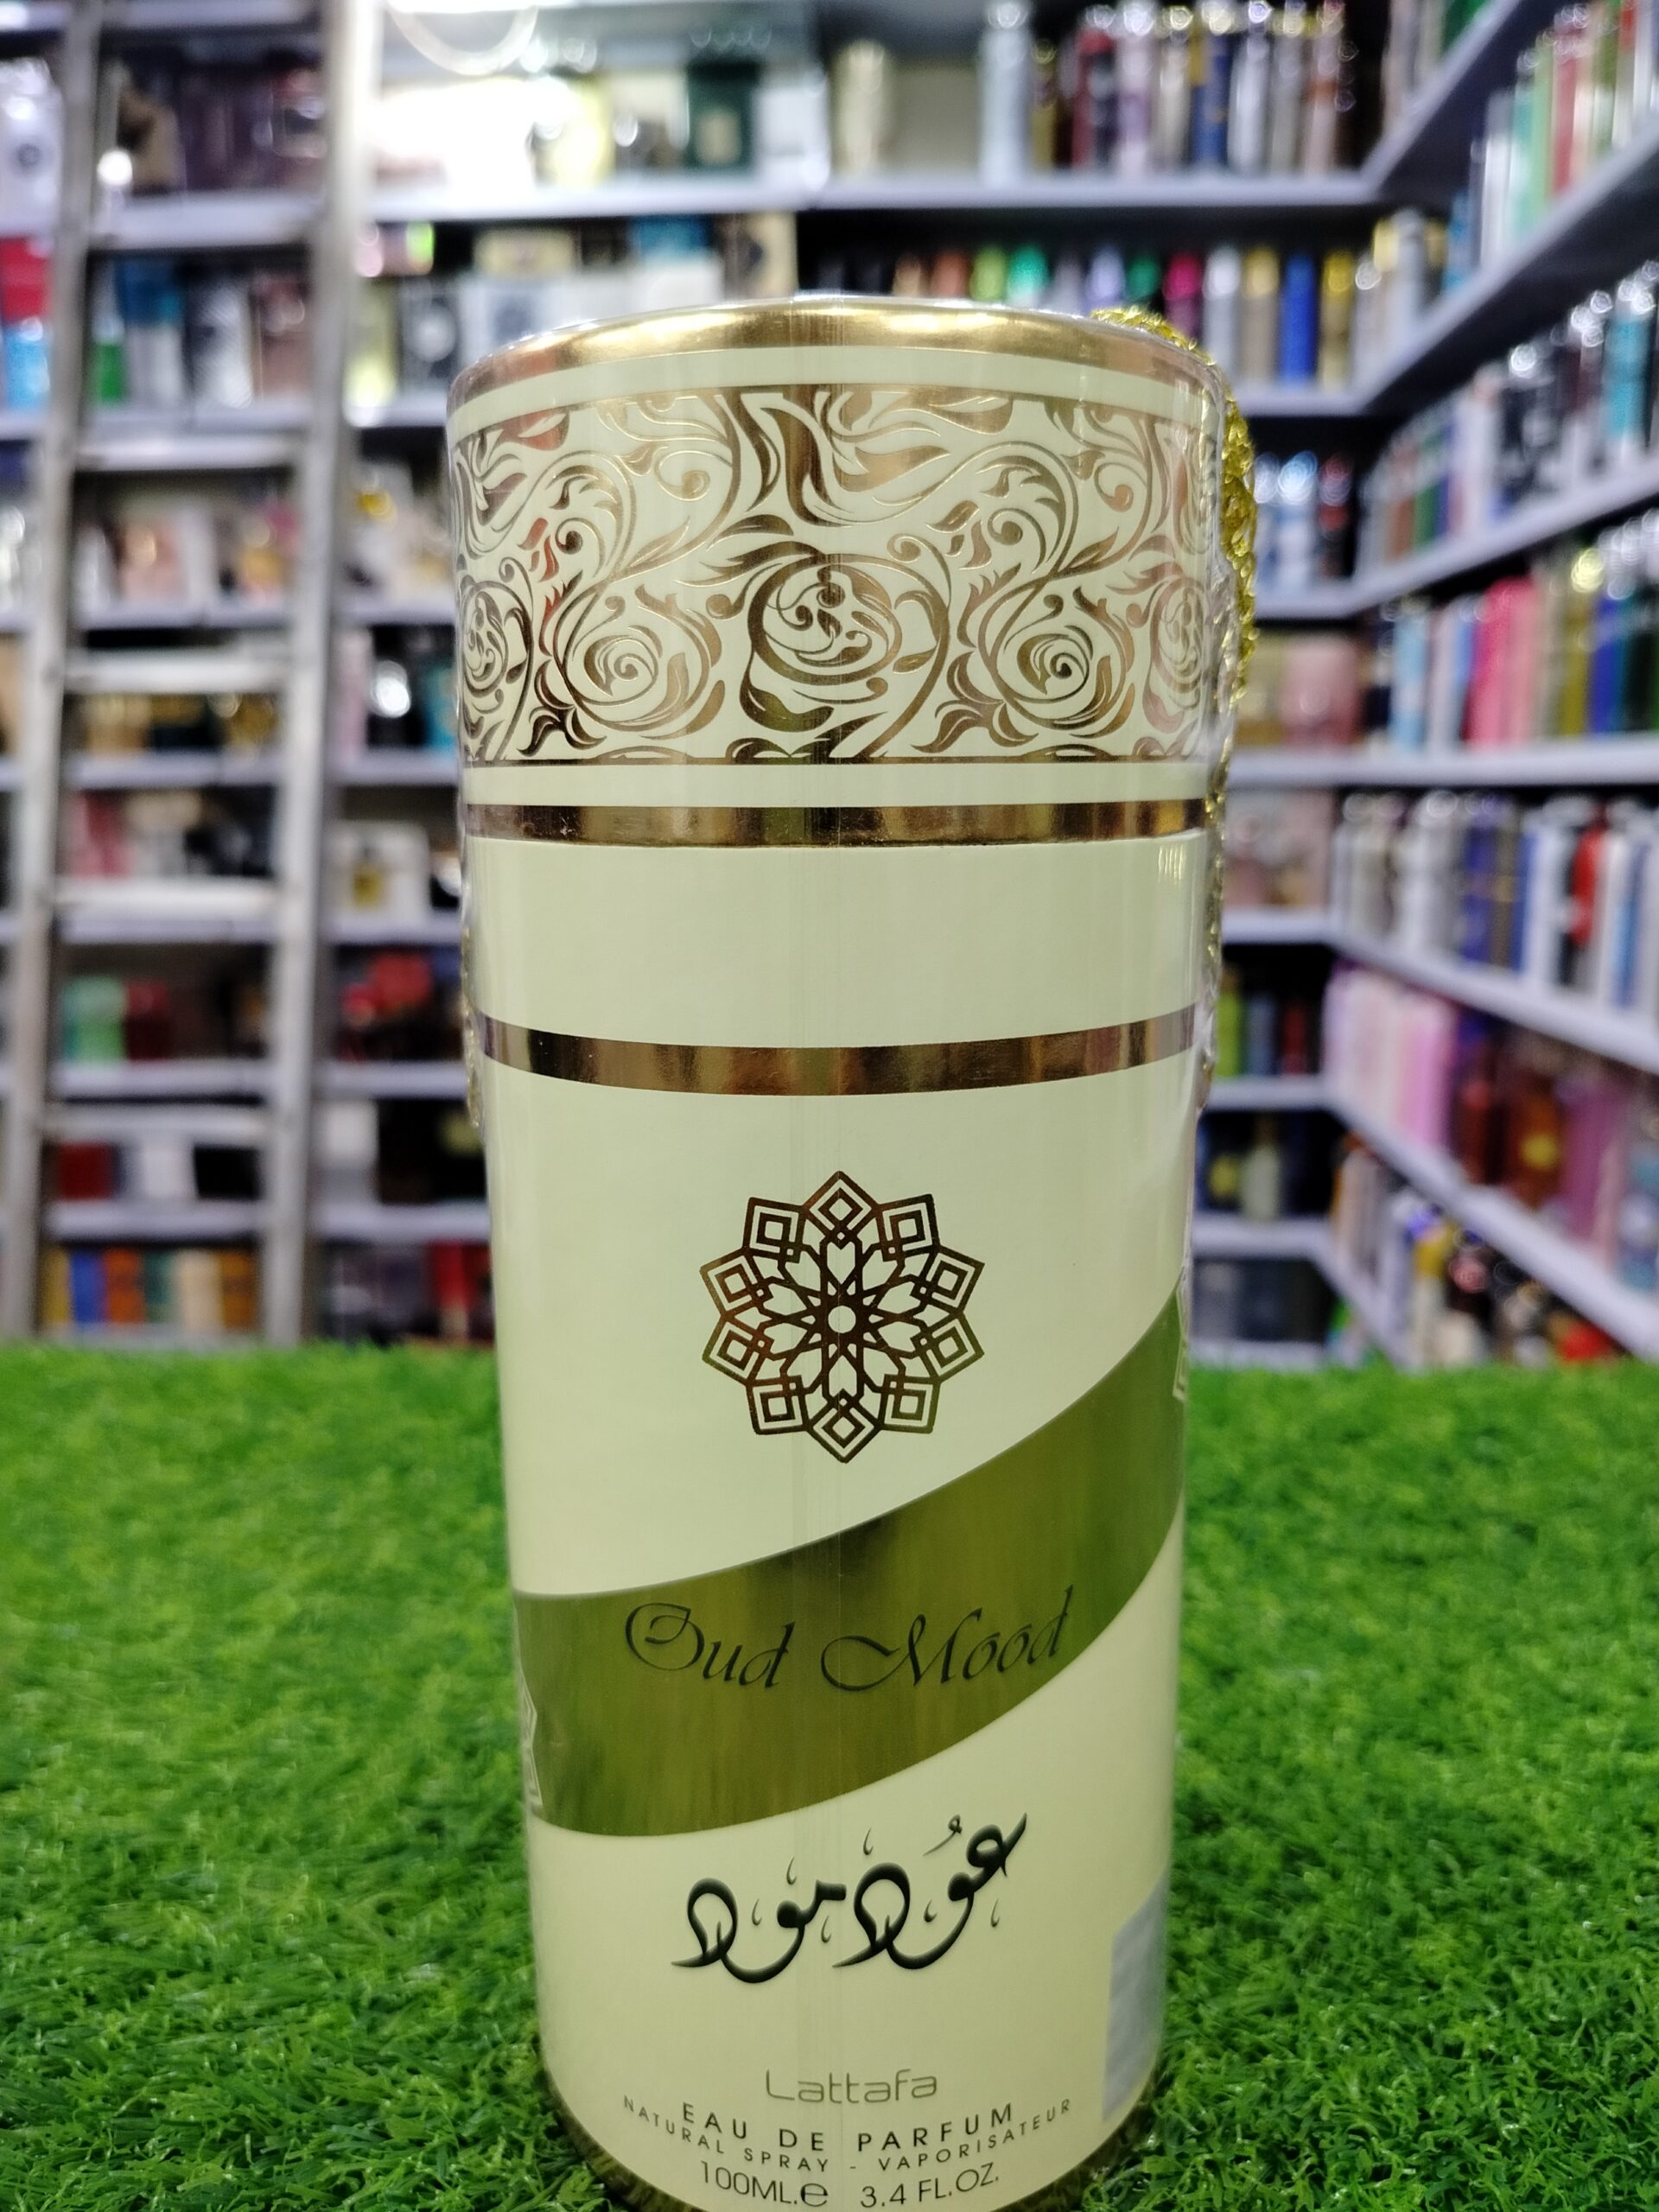 Oud Mood
عود مود
Lattafa
EAU DE PARFUM
NATURAL SPRAY - VAPORISATEUR
100ML.℮ 3.4 FL.OZ.